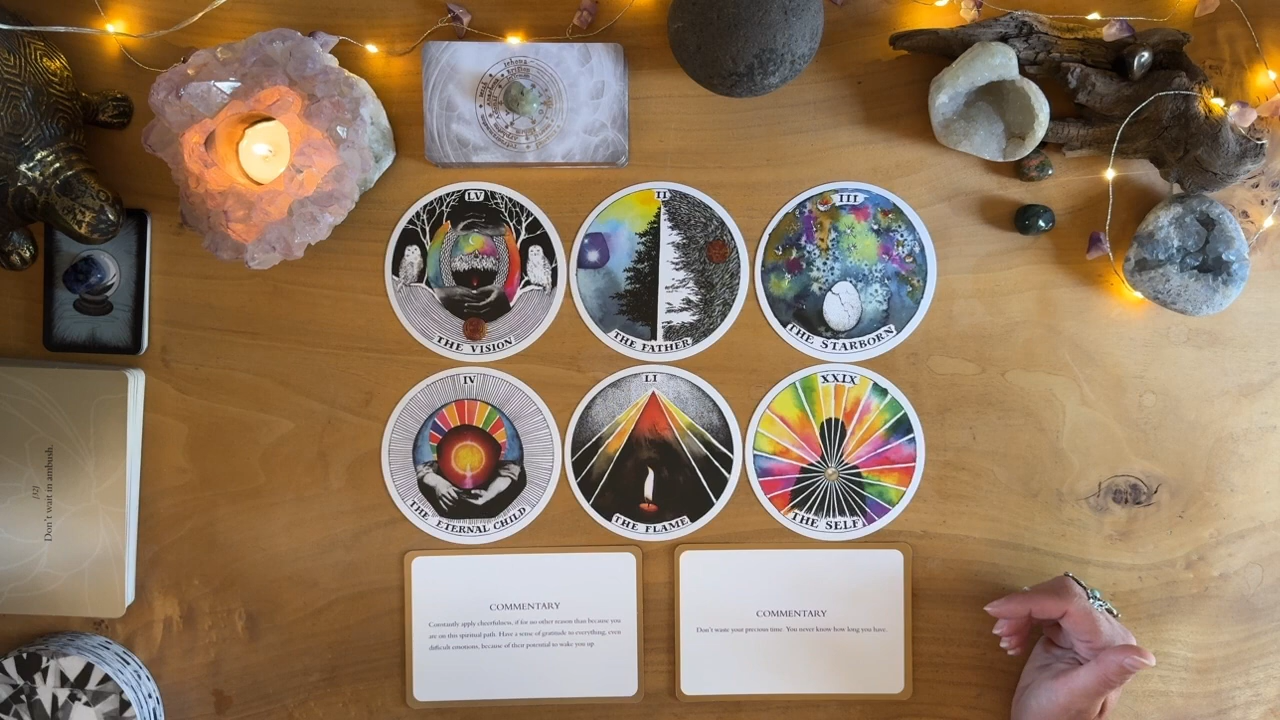 LV
THE VISION
II
THE FATHER
III
THE STARBORN
IV
THE ETERNAL CHILD
LI
THE FLAME
XXIX
THE SELF
[32]
Don't wait in ambush.
COMMENTARY
Constantly apply cheerfulness, if for no other reason than because you
are on this spiritual path. Have a sense of gratitude to everything, even
difficult emotions, because of their potential to wake you up
COMMENTARY
Don't waste your precious time. You never know how long you have.